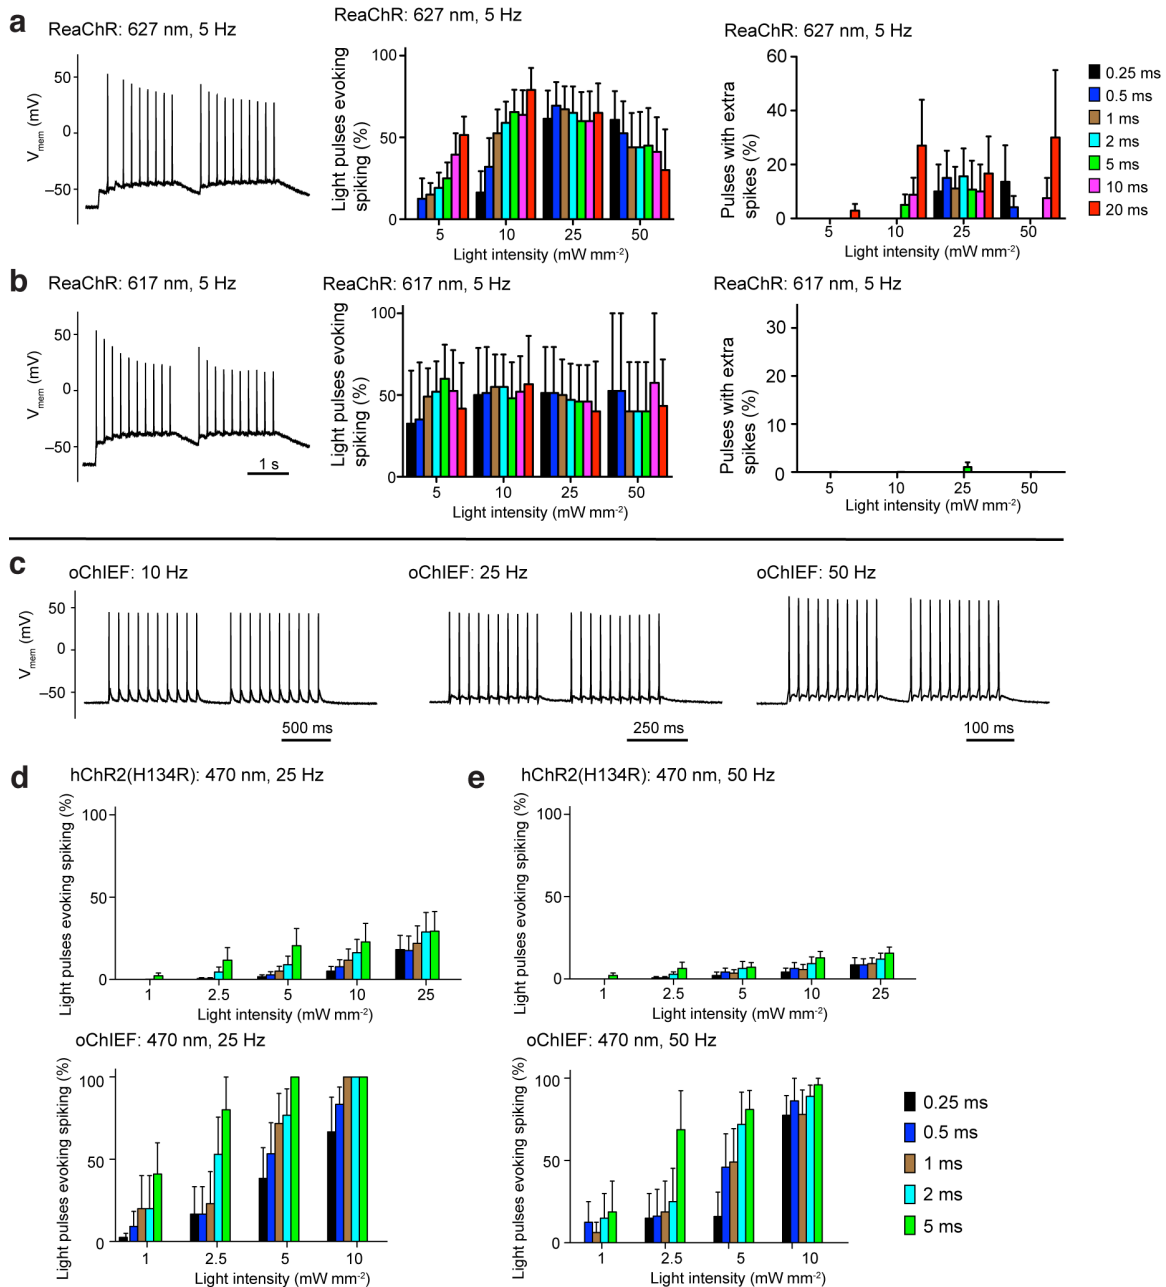 a
ReaChR: 627 nm, 5 Hz
V_mem (mV)
50
0
–50
ReaChR: 627 nm, 5 Hz
Light pulses evoking
spiking (%)
100
50
0
5 10 25 50
Light intensity (mW mm⁻²)
ReaChR: 627 nm, 5 Hz
Pulses with extra
spikes (%)
60
40
20
0
5 10 25 50
Light intensity (mW mm⁻²)
0.25 ms
0.5 ms
1 ms
2 ms
5 ms
10 ms
20 ms
b
ReaChR: 617 nm, 5 Hz
V_mem (mV)
50
0
–50
1 s
ReaChR: 617 nm, 5 Hz
Light pulses evoking
spiking (%)
100
50
0
5 10 25 50
Light intensity (mW mm⁻²)
ReaChR: 617 nm, 5 Hz
Pulses with extra
spikes (%)
30
20
10
0
5 10 25 50
Light intensity (mW mm⁻²)
c
oChIEF: 10 Hz
V_mem (mV)
50
0
–50
500 ms
oChIEF: 25 Hz
250 ms
oChIEF: 50 Hz
100 ms
d
hChR2(H134R): 470 nm, 25 Hz
Light pulses evoking spiking (%)
100
50
0
1 2.5 5 10 25
Light intensity (mW mm⁻²)
oChIEF: 470 nm, 25 Hz
Light pulses evoking spiking (%)
100
50
0
1 2.5 5 10
Light intensity (mW mm⁻²)
e
hChR2(H134R): 470 nm, 50 Hz
Light pulses evoking spiking (%)
100
50
0
1 2.5 5 10 25
Light intensity (mW mm⁻²)
oChIEF: 470 nm, 50 Hz
Light pulses evoking spiking (%)
100
50
0
1 2.5 5 10
Light intensity (mW mm⁻²)
0.25 ms
0.5 ms
1 ms
2 ms
5 ms